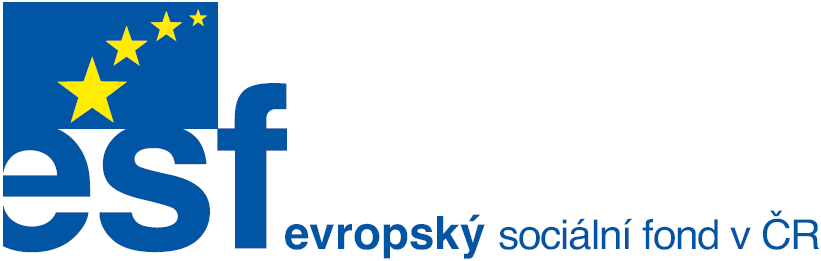 esf
evropský sociální fond v ČR